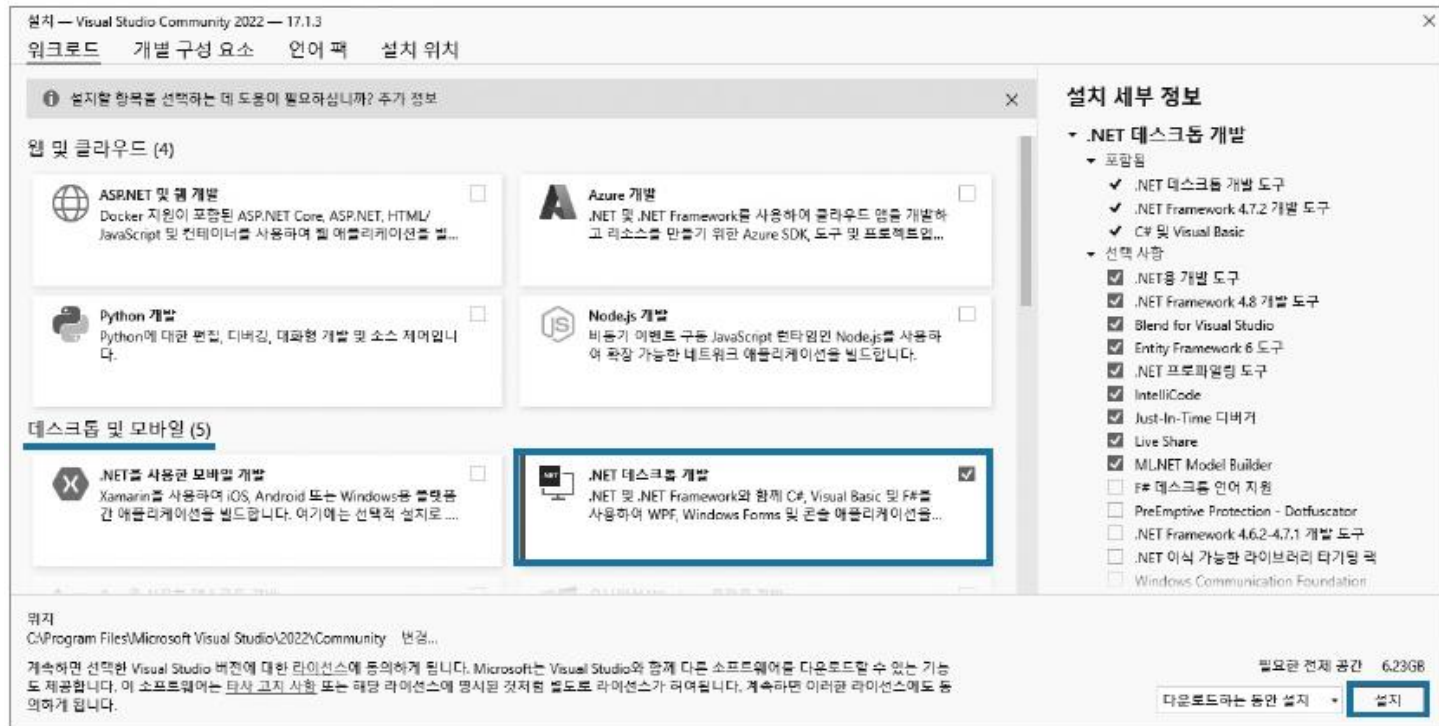 설치 — Visual Studio Community 2022 — 17.1.3
워크로드 개별 구성 요소 언어 팩 설치 위치
설치할 항목을 선택하는 데 도움이 필요하십니까? 추가 정보
웹 및 클라우드 (4)
ASP.NET 및 웹 개발
Docker 지원이 포함된 ASP.NET Core, ASP.NET, HTML/
JavaScript 및 컨테이너를 사용하여 웹 애플리케이션을 빌...
Azure 개발
.NET 및 .NET Framework를 사용하여 클라우드 앱을 개발하
고 리소스를 만들기 위한 Azure SDK, 도구 및 프로젝트입...
Python 개발
Python에 대한 편집, 디버깅, 대화형 개발 및 소스 제어입니
다.
Node.js 개발
비동기 이벤트 구동 JavaScript 런타임인 Node.js를 사용하
여 확장 가능한 네트워크 애플리케이션을 빌드합니다.
데스크톱 및 모바일 (5)
.NET을 사용한 모바일 개발
Xamarin을 사용하여 iOS, Android 또는 Windows용 플랫폼
간 애플리케이션을 빌드합니다. 여기에는 선택적 설치로 ....
.NET 데스크톱 개발
.NET 및 .NET Framework와 함께 C#, Visual Basic 및 F#를
사용하여 WPF, Windows Forms 및 콘솔 애플리케이션을...
설치 세부 정보
.NET 데스크톱 개발
포함됨
.NET 데스크톱 개발 도구
.NET Framework 4.7.2 개발 도구
C# 및 Visual Basic
선택 사항
.NET용 개발 도구
.NET Framework 4.8 개발 도구
Blend for Visual Studio
Entity Framework 6 도구
.NET 프로파일링 도구
IntelliCode
Just-In-Time 디버거
Live Share
ML.NET Model Builder
F# 데스크톱 언어 지원
PreEmptive Protection - Dotfuscator
.NET Framework 4.6.2-4.7.1 개발 도구
.NET 이식 가능한 라이브러리 타기팅 팩
Windows Communication Foundation
위치
C:\Program Files\Microsoft Visual Studio\2022\Community 변경...
계속하면 선택한 Visual Studio 버전에 대한 라이선스에 동의하게 됩니다. Microsoft는 Visual Studio와 함께 다른 소프트웨어를 다운로드할 수 있는 기능
도 제공합니다. 이 소프트웨어는 타사 고지 사항 또는 해당 라이선스에 명시된 것처럼 별도로 라이선스가 허여됩니다. 계속하면 이러한 라이선스에도 동
의하게 됩니다.
필요한 전체 공간 6.23GB
다운로드하는 동안 설치
설치